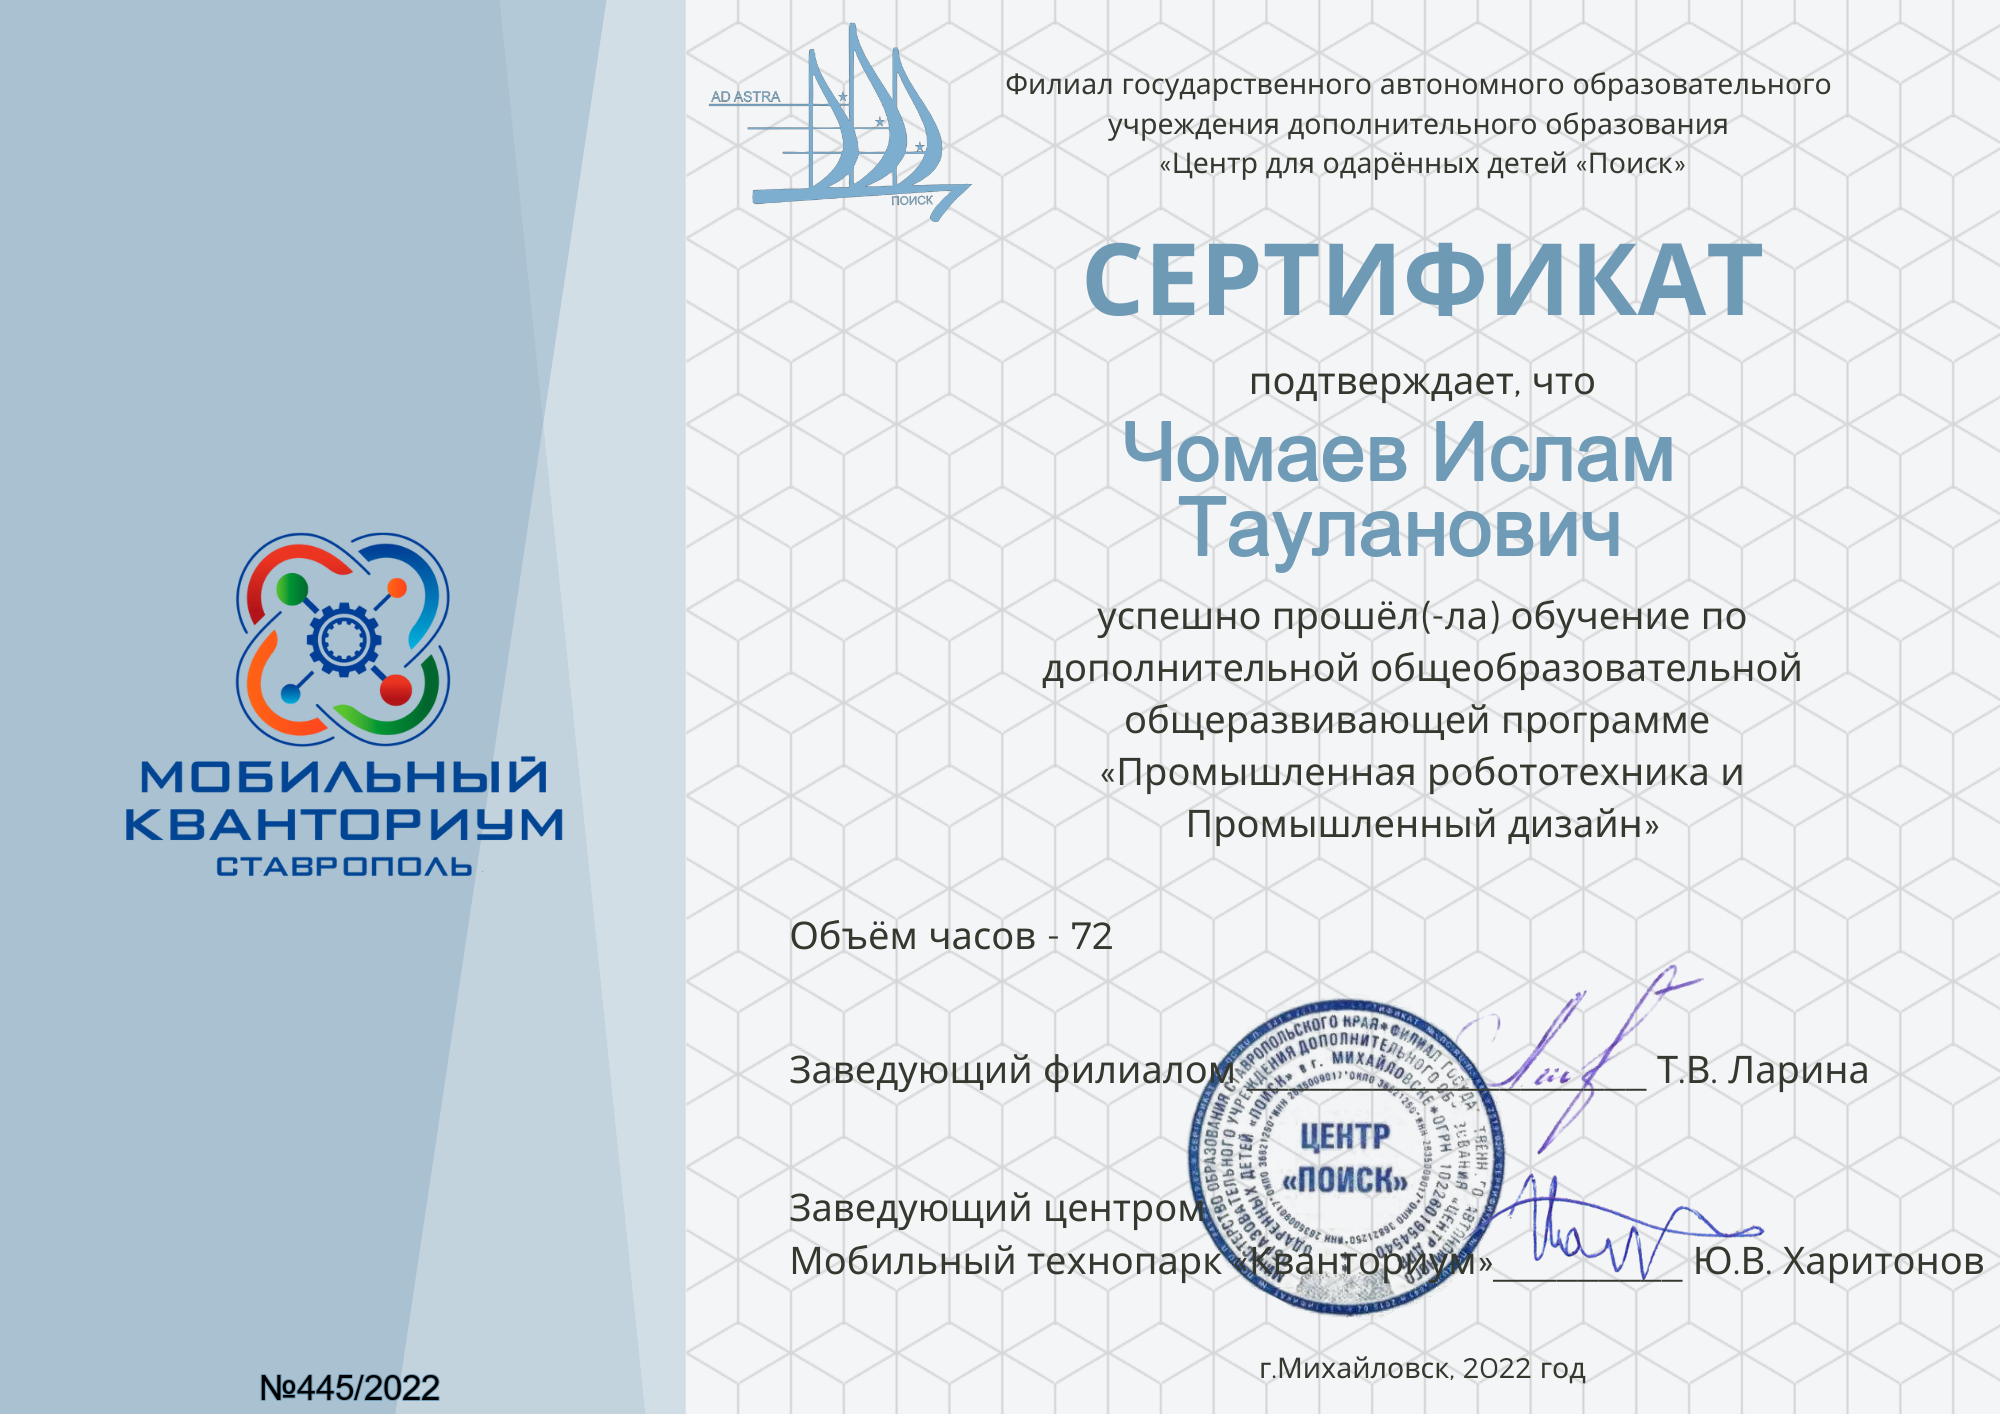 AD ASTRA
ПОИСК
Филиал государственного автономного образовательного
учреждения дополнительного образования
«Центр для одарённых детей «Поиск»
СЕРТИФИКАТ
подтверждает, что
Чомаев Ислам
Тауланович
успешно прошёл(-ла) обучение по
дополнительной общеобразовательной
общеразвивающей программе
«Промышленная робототехника и
Промышленный дизайн»
МОБИЛЬНЫЙ
КВАНТОРИУМ
СТАВРОПОЛЬ
Объём часов - 72
Заведующий филиалом Т.В. Ларина
ЦЕНТР
«ПОИСК»
Заведующий центром
Мобильный технопарк «Кванториум»__________ Ю.В. Харитонов
г.Михайловск, 2022 год
№445/2022